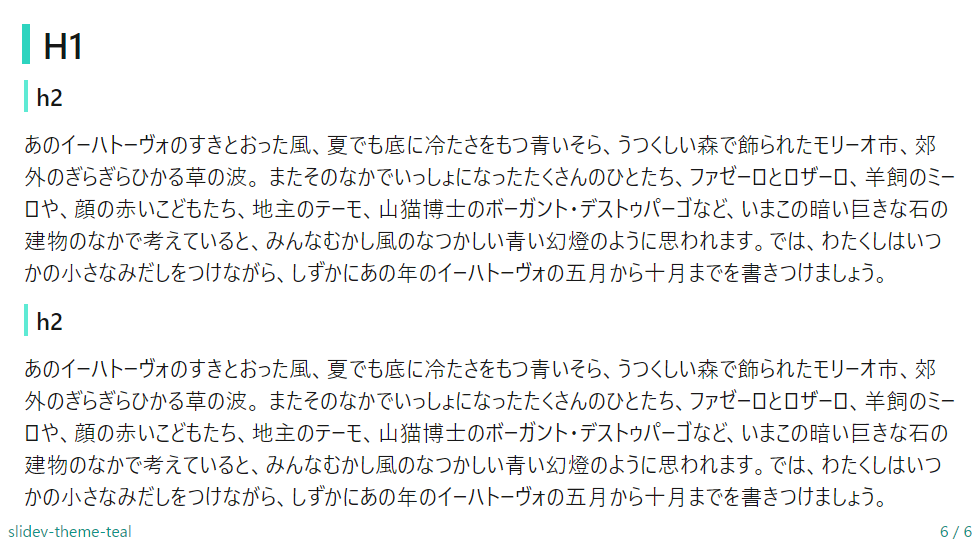 H1
h2
あのイーハトーヴォのすきとおった風、夏でも底に冷たさをもつ青いそら、うつくしい森で飾られたモリーオ市、郊
外のぎらぎらひかる草の波。またそのなかでいっしょになったたくさんのひとたち、ファゼーロとロザーロ、羊飼のミー
ロや、顔の赤いこどもたち、地主のテーモ、山猫博士のボーガント・デストゥパーゴなど、いまこの暗い巨きな石の
建物のなかで考えていると、みんなむかし風のなつかしい青い幻燈のように思われます。では、わたくしはいつ
かの小さなみだしをつけながら、しずかにあの年のイーハトーヴォの五月から十月までを書きつけましょう。
h2
あのイーハトーヴォのすきとおった風、夏でも底に冷たさをもつ青いそら、うつくしい森で飾られたモリーオ市、郊
外のぎらぎらひかる草の波。またそのなかでいっしょになったたくさんのひとたち、ファゼーロとロザーロ、羊飼のミー
ロや、顔の赤いこどもたち、地主のテーモ、山猫博士のボーガント・デストゥパーゴなど、いまこの暗い巨きな石の
建物のなかで考えていると、みんなむかし風のなつかしい青い幻燈のように思われます。では、わたくしはいつ
かの小さなみだしをつけながら、しずかにあの年のイーハトーヴォの五月から十月までを書きつけましょう。
slidev-theme-teal
6 / 6